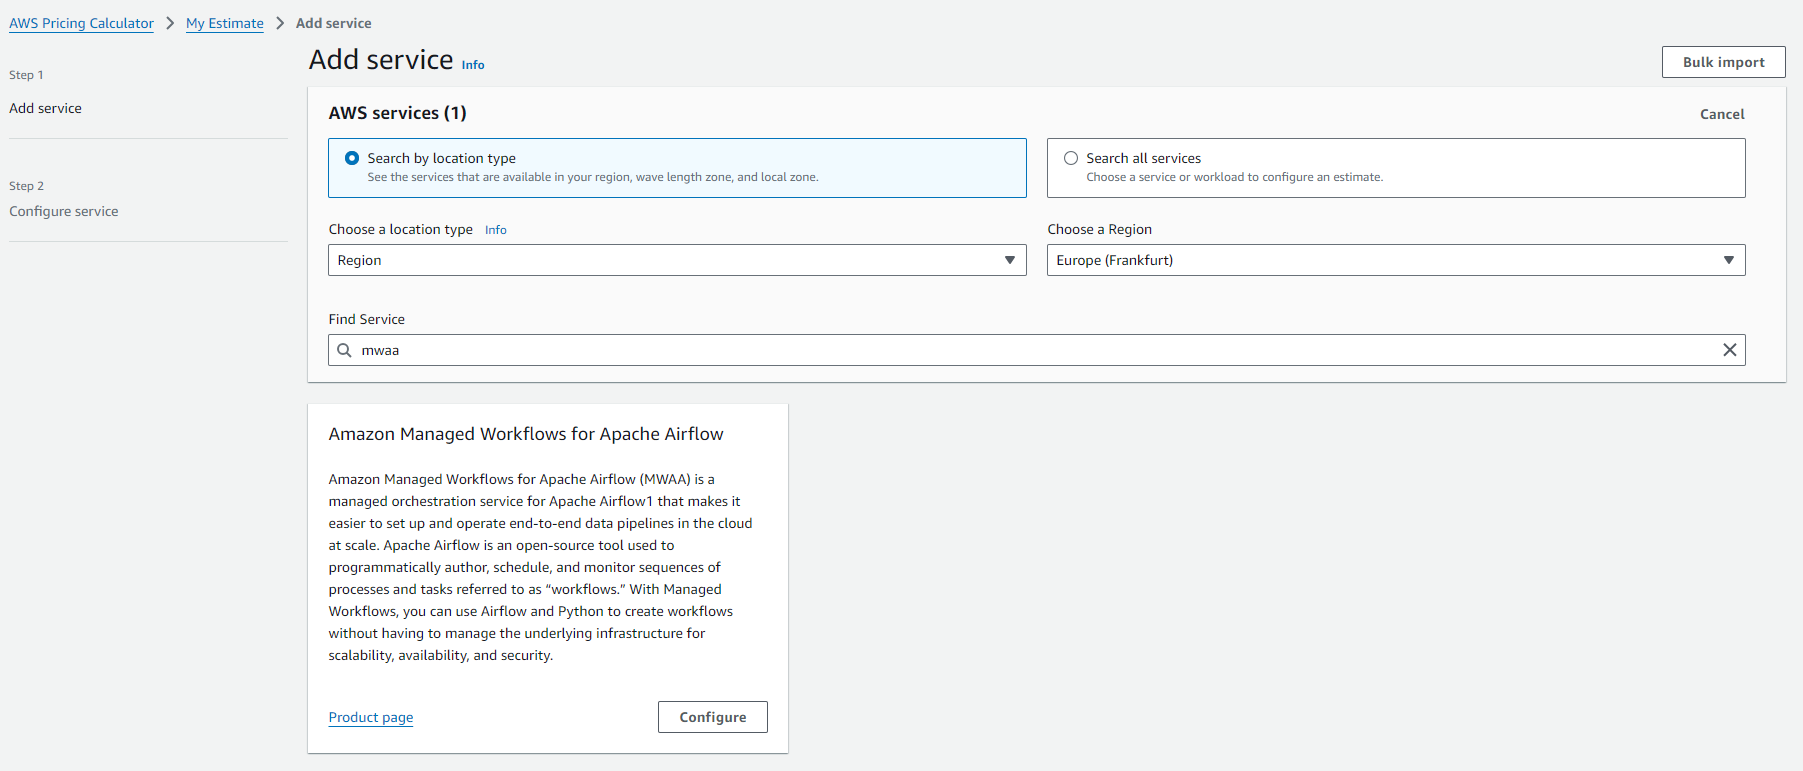 AWS Pricing Calculator > My Estimate > Add service
Step 1
Add service
Step 2
Configure service
Add service Info
Bulk import
AWS services (1)
Cancel
Search by location type
See the services that are available in your region, wave length zone, and local zone.
Search all services
Choose a service or workload to configure an estimate.
Choose a location type Info
Region
Choose a Region
Europe (Frankfurt)
Find Service
mwaa
Amazon Managed Workflows for Apache Airflow
Amazon Managed Workflows for Apache Airflow (MWAA) is a
managed orchestration service for Apache Airflow1 that makes it
easier to set up and operate end-to-end data pipelines in the cloud
at scale. Apache Airflow is an open-source tool used to
programmatically author, schedule, and monitor sequences of
processes and tasks referred to as “workflows.” With Managed
Workflows, you can use Airflow and Python to create workflows
without having to manage the underlying infrastructure for
scalability, availability, and security.
Product page
Configure